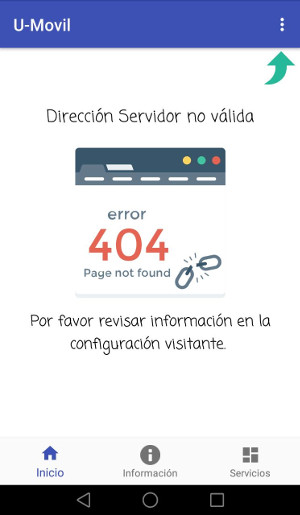 U-Movil
Dirección Servidor no válida
error
404
Page not found
Por favor revisar información en la
configuración visitante.
Inicio
Información
Servicios